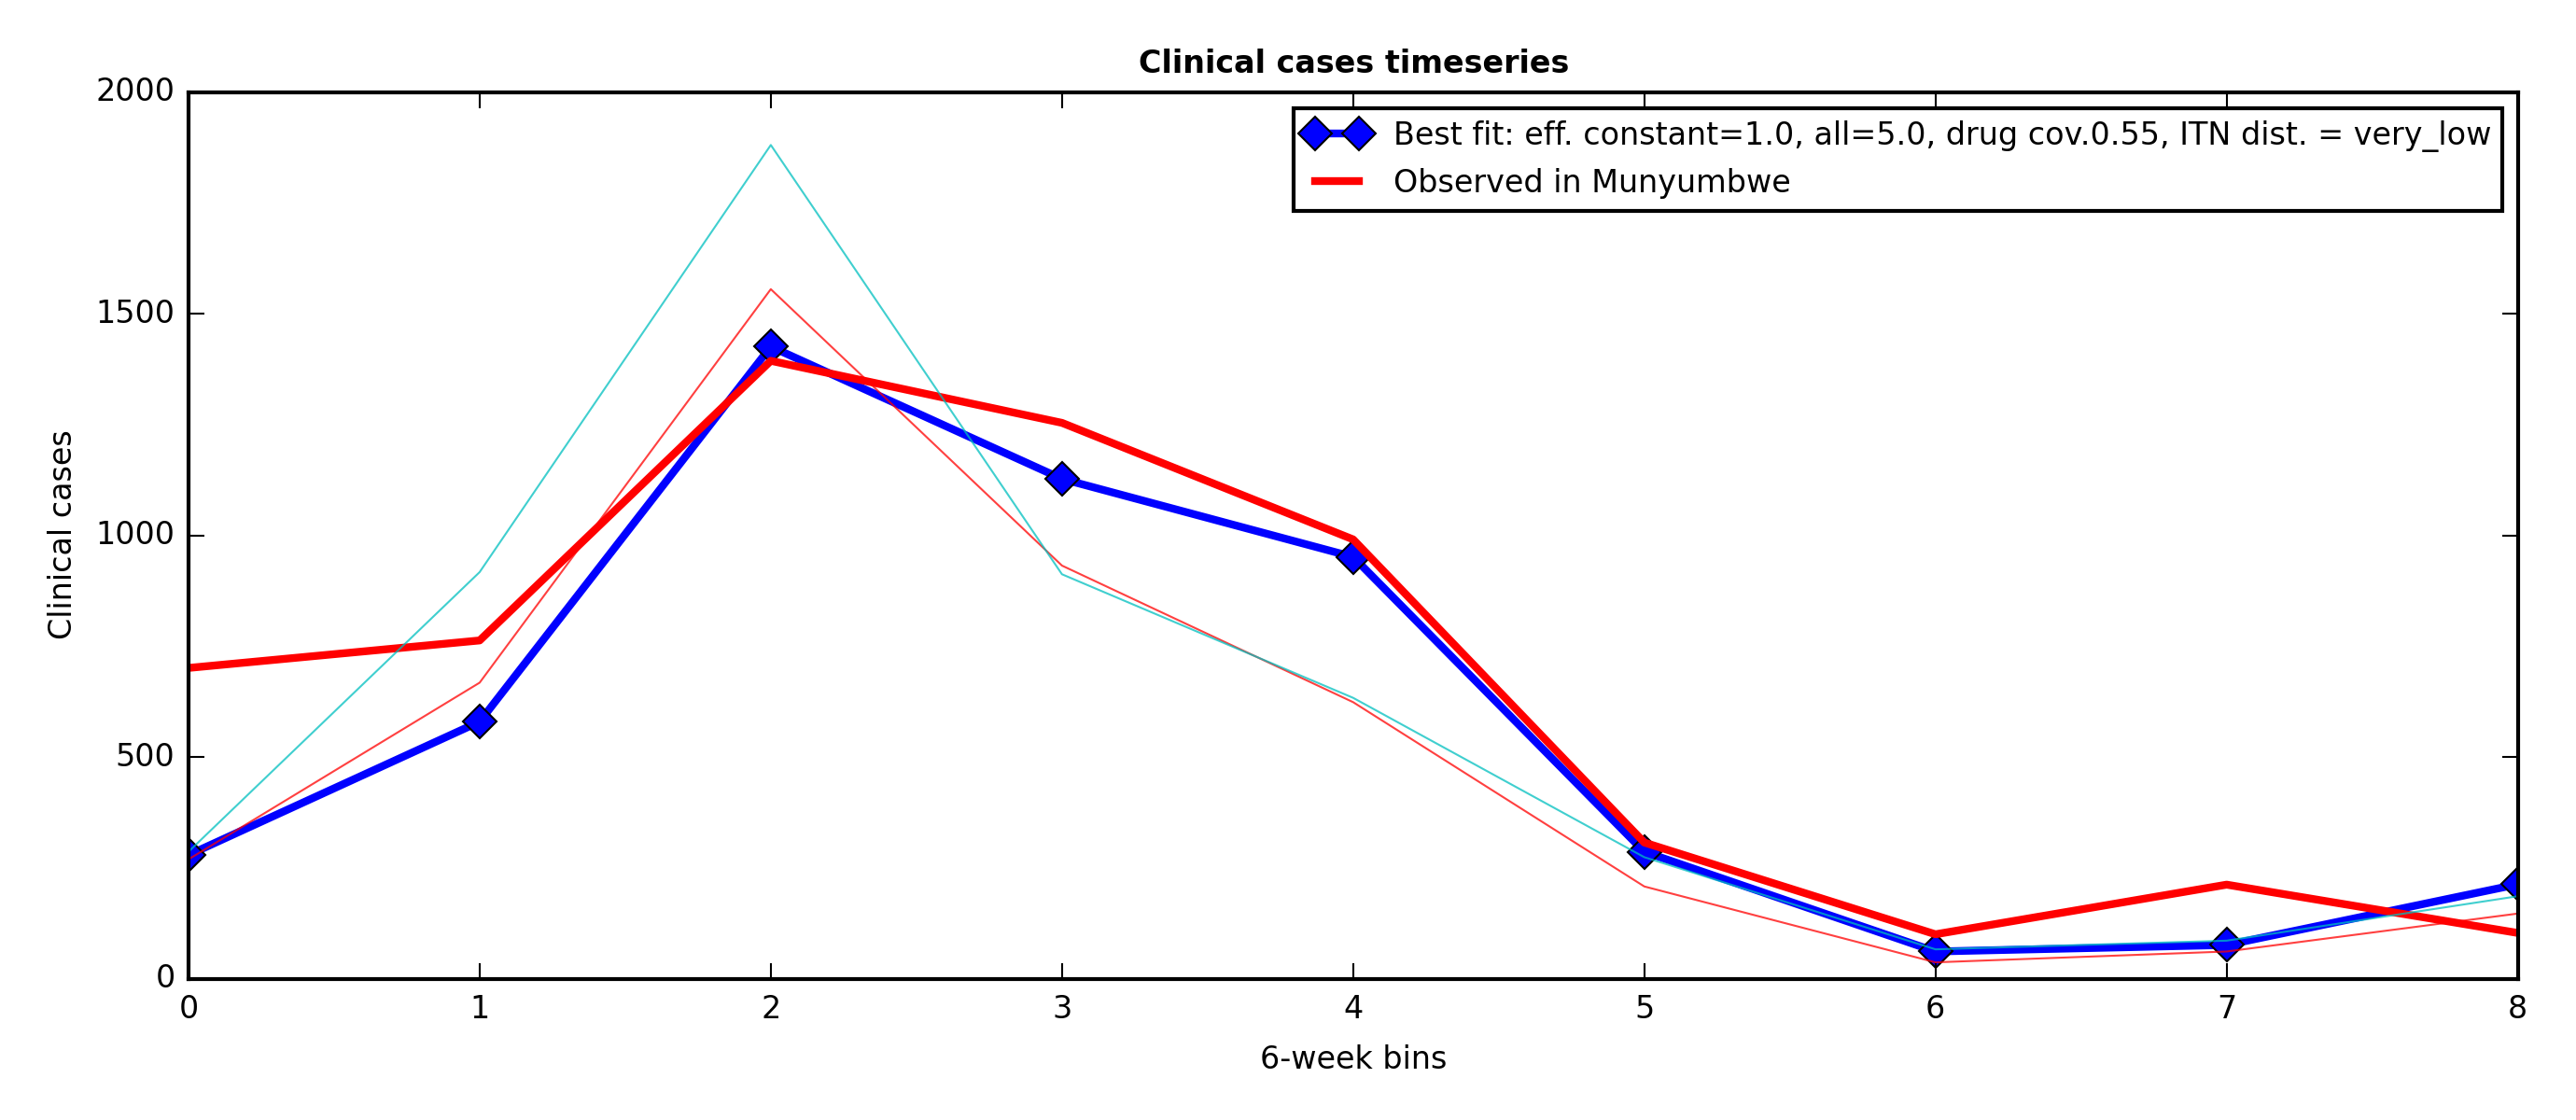 Clinical cases timeseries
2000
1500
1000
500
0
Clinical cases
Best fit: eff. constant=1.0, all=5.0, drug cov.0.55, ITN dist. = very_low
Observed in Munyumbwe
0 1 2 3 4 5 6 7 8
6-week bins